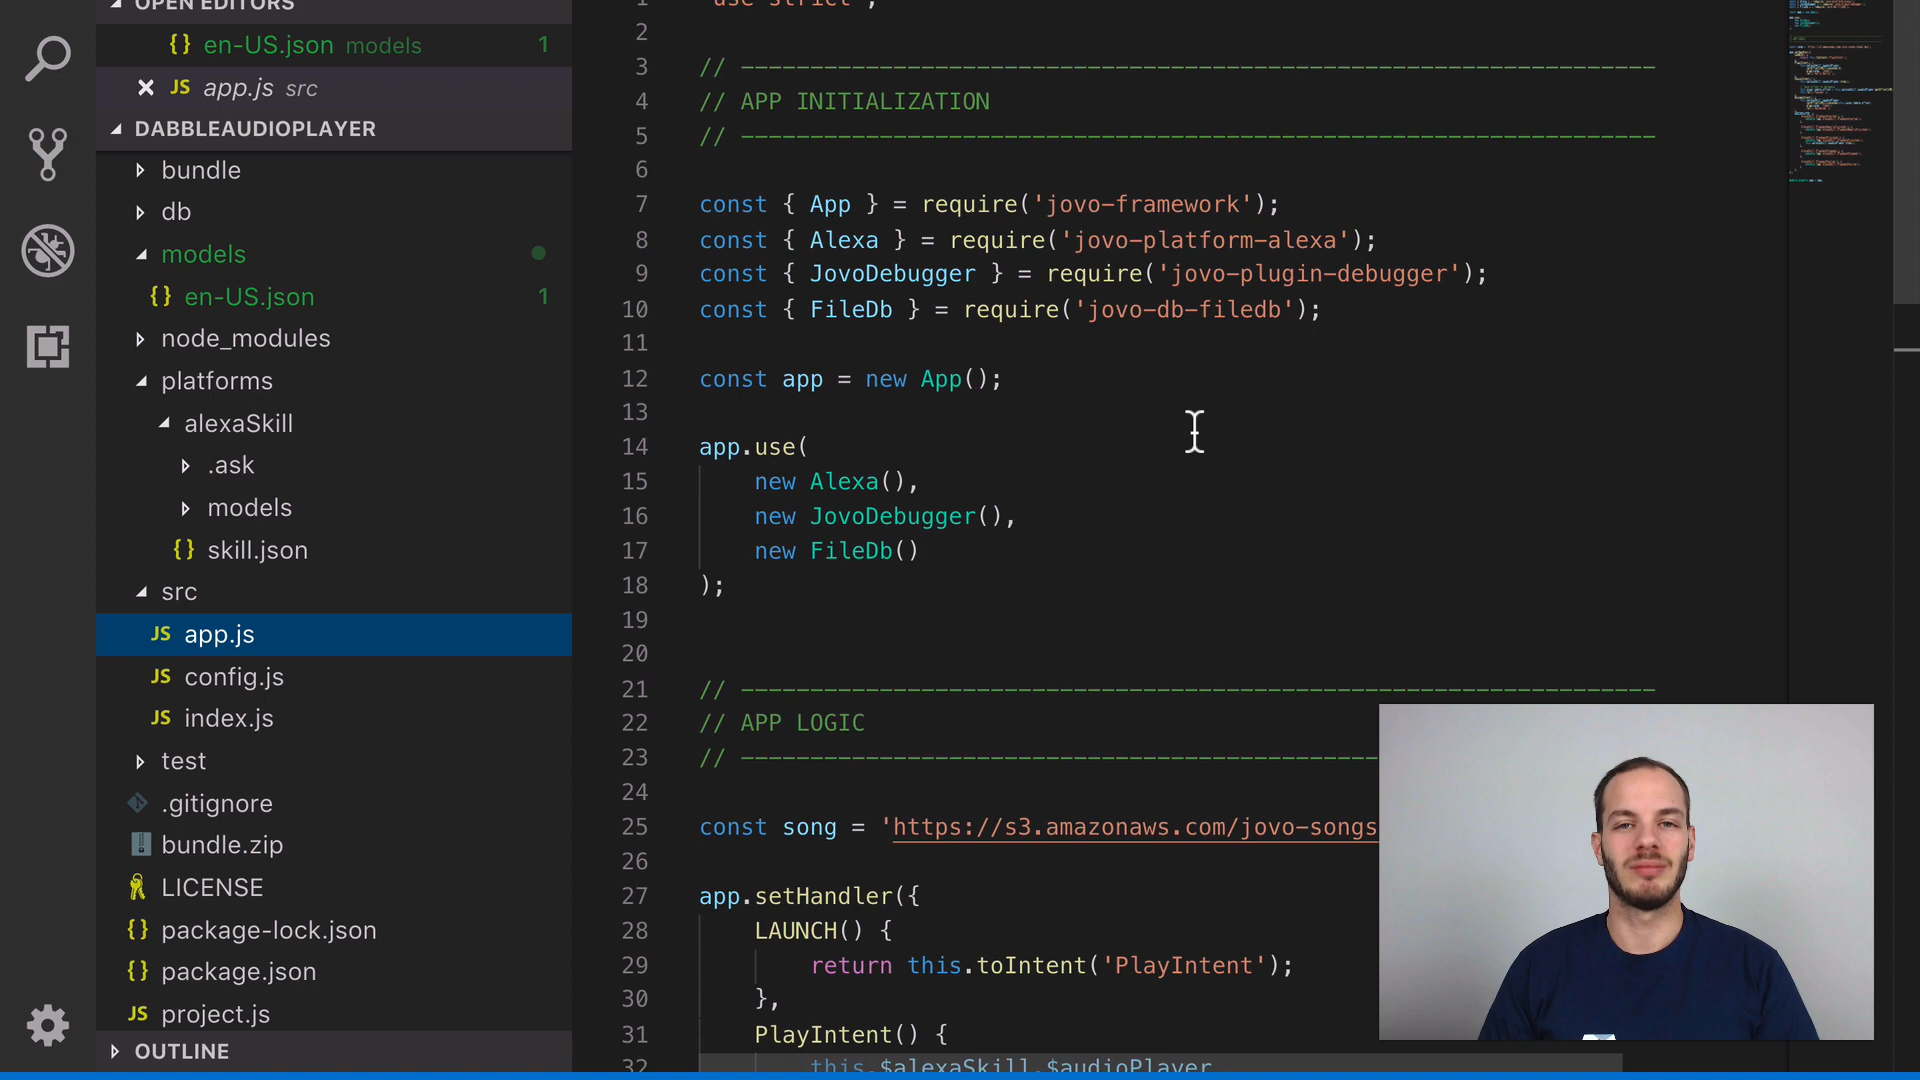 OPEN EDITORS
{} en-US.json models 1
× JS app.js src
DABBLEAUDIOPLAYER
bundle
db
models
{} en-US.json 1
node_modules
platforms
alexaSkill
.ask
models
{} skill.json
src
JS app.js
JS config.js
JS index.js
test
.gitignore
bundle.zip
LICENSE
{} package-lock.json
{} package.json
JS project.js
OUTLINE
1 'use strict';
2
3 // ------------------------------------------------------------------
4 // APP INITIALIZATION
5 // ------------------------------------------------------------------
6
7 const { App } = require('jovo-framework');
8 const { Alexa } = require('jovo-platform-alexa');
9 const { JovoDebugger } = require('jovo-plugin-debugger');
10 const { FileDb } = require('jovo-db-filedb');
11
12 const app = new App();
13
14 app.use(
15 new Alexa(),
16 new JovoDebugger(),
17 new FileDb()
18 );
19
20
21 // ------------------------------------------------------------------
22 // APP LOGIC
23 // ----------------------------------------------
24
25 const song = 'https://s3.amazonaws.com/jovo-songs
26
27 app.setHandler({
28 LAUNCH() {
29 return this.toIntent('PlayIntent');
30 },
31 PlayIntent() {
32 this.$alexaSkill.$audioPlayer